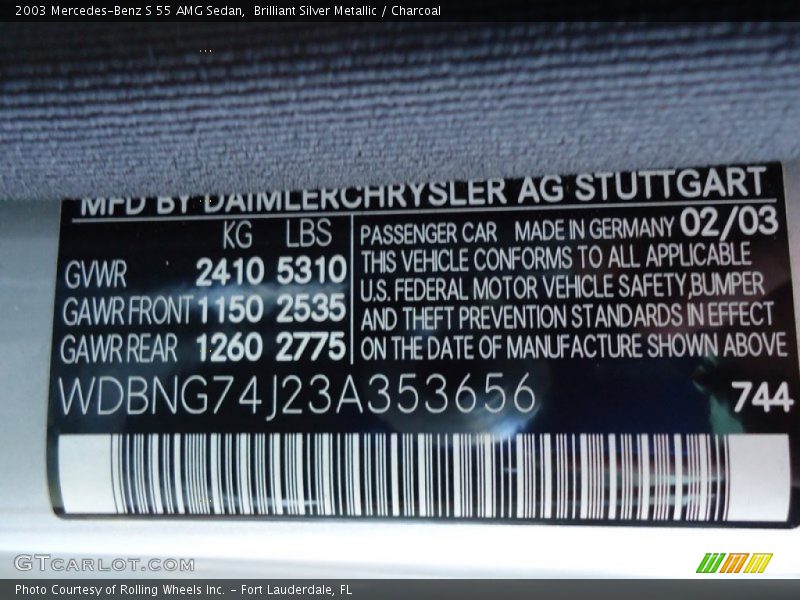 2003 Mercedes-Benz S 55 AMG Sedan,  Brilliant Silver Metallic / Charcoal
MFD BY DAIMLERCHRYSLER AG STUTTGART
KG LBS
GVWR 2410 5310
GAWR FRONT 1150 2535
GAWR REAR 1260 2775
PASSENGER CAR MADE IN GERMANY 02/03
THIS VEHICLE CONFORMS TO ALL APPLICABLE
U.S. FEDERAL MOTOR VEHICLE SAFETY,BUMPER
AND THEFT PREVENTION STANDARDS IN EFFECT
ON THE DATE OF MANUFACTURE SHOWN ABOVE
WDBNG74J23A353656 744
GTCARLOT.COM
Photo Courtesy of Rolling Wheels Inc. - Fort Lauderdale, FL